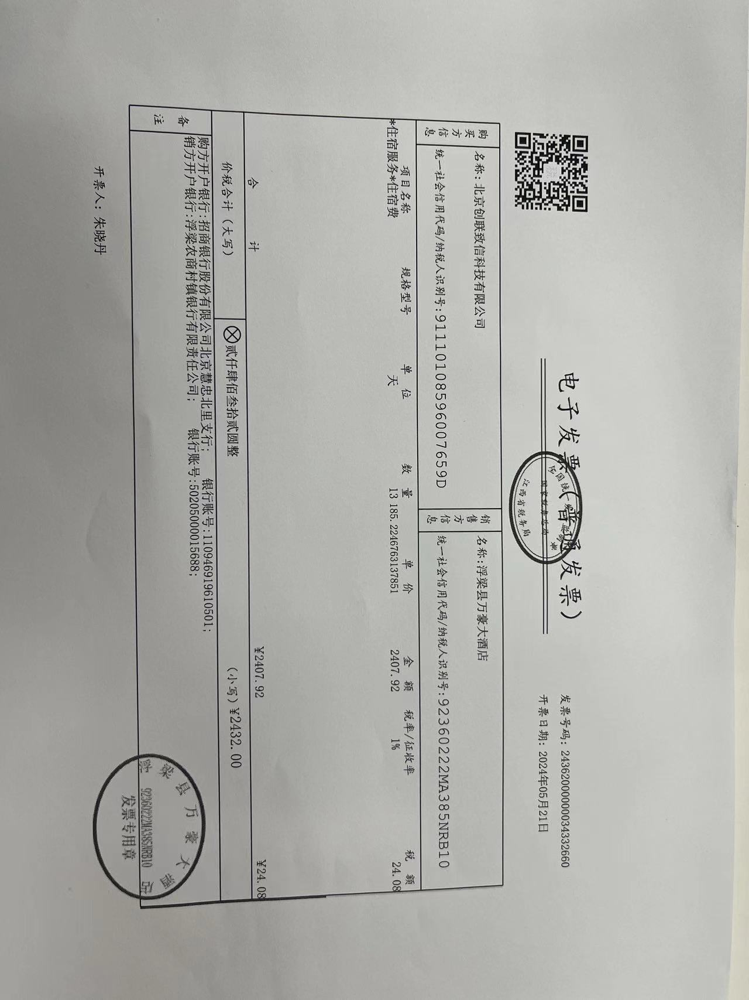 电子发票（普通发票）
全国统一发票监制章
国家税务总局
江西省税务局
税
发票号码：24362000000034332660
开票日期：2024年05月21日
购买方信息
名称：北京创联致信科技有限公司
统一社会信用代码/纳税人识别号：91110108596007659D
销售方信息
名称：浮梁县万豪大酒店
统一社会信用代码/纳税人识别号：92360222MA385NRB10
项目名称 规格型号 单位 数量 单价 金额 税率/征收率 税额
*住宿服务*住宿费 天 13 185.2246763137851 2407.92 1% 24.08
合计 ¥2407.92 ¥24.08
价税合计（大写） ⊗贰仟肆佰叁拾贰圆整 （小写）¥2432.00
备注
购方开户银行:招商银行股份有限公司北京慧忠北里支行; 银行账号:110946919610501;
销方开户银行:浮梁农商村镇银行有限责任公司; 银行账号:502050000015688;
浮梁县万豪大酒店
92360222MA385NRB10
发票专用章
开票人：朱晓丹